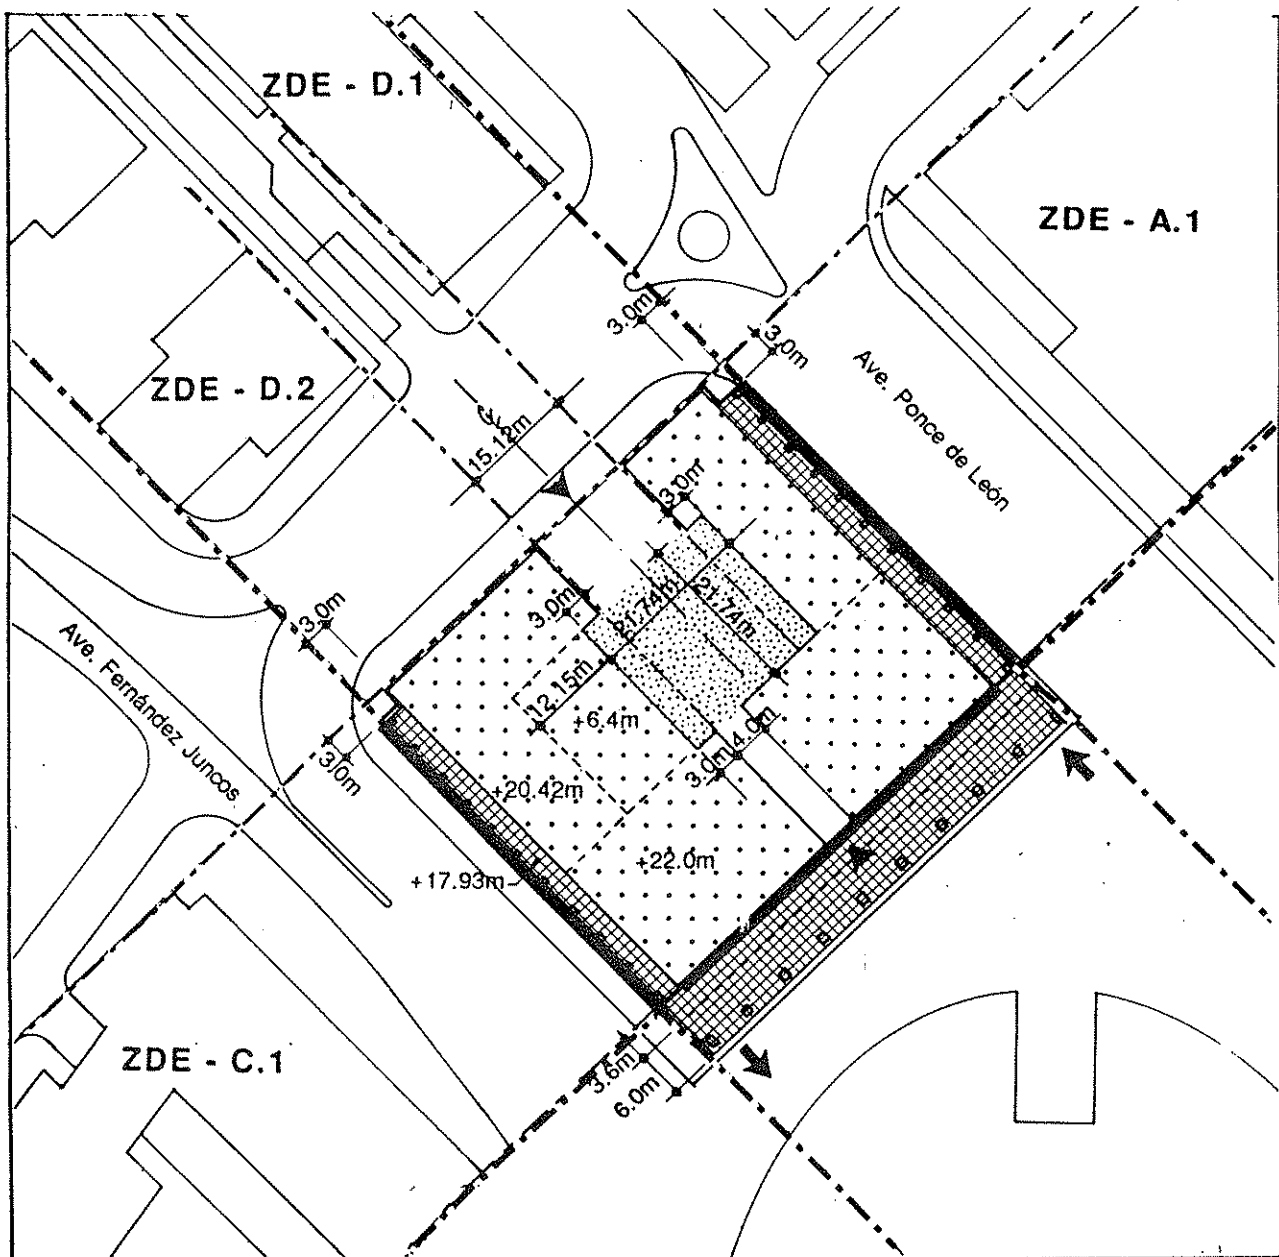 ZDE - D.1
ZDE - A.1
3.0m
3.0m
Ave. Ponce de León
ZDE - D.2
15.12m
3.0m
21.74m
21.74m
3.0m
3.0m
Ave. Fernández Juncos
12.15m
+6.4m
4.0m
3.0m
3.0m
+20.42m
+22.0m
+17.93m
ZDE - C.1
3.6m
6.0m